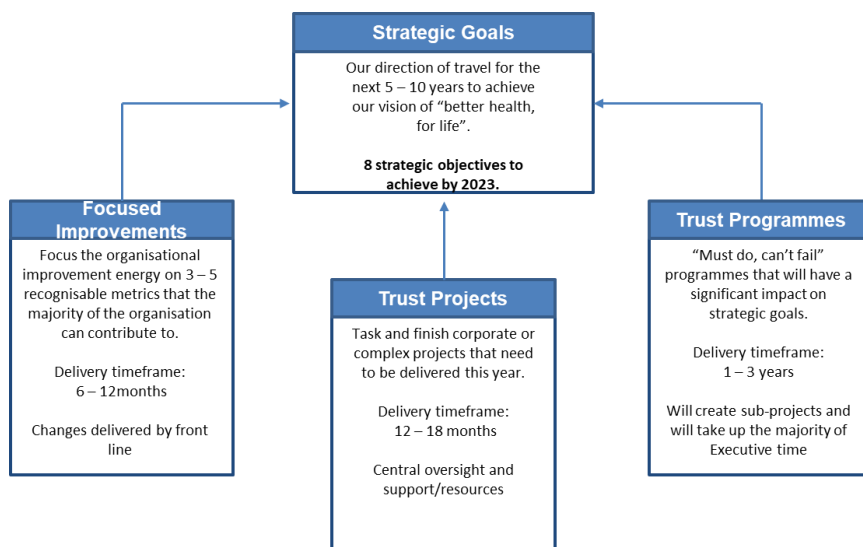 Strategic Goals
Our direction of travel for the
next 5 – 10 years to achieve
our vision of “better health,
for life”.
8 strategic objectives to
achieve by 2023.
Focused
Improvements
Focus the organisational
improvement energy on 3 – 5
recognisable metrics that the
majority of the organisation
can contribute to.
Delivery timeframe:
6 – 12months
Changes delivered by front
line
Trust Projects
Task and finish corporate or
complex projects that need
to be delivered this year.
Delivery timeframe:
12 – 18 months
Central oversight and
support/resources
Trust Programmes
“Must do, can’t fail”
programmes that will have a
significant impact on
strategic goals.
Delivery timeframe:
1 – 3 years
Will create sub-projects and
will take up the majority of
Executive time